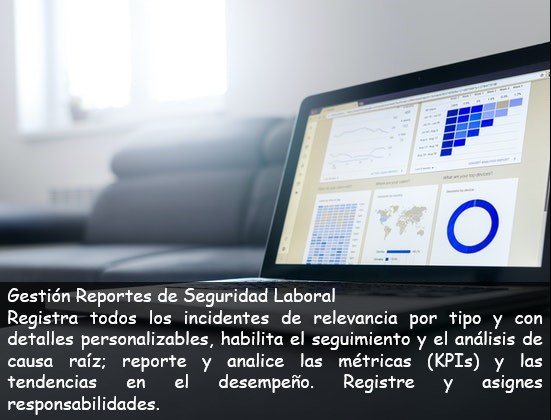 Gestión Reportes de Seguridad Laboral
Registra todos los incidentes de relevancia por tipo y con
detalles personalizables, habilita el seguimiento y el análisis de
causa raíz; reporte y analice las métricas (KPIs) y las
tendencias en el desempeño. Registre y asignes
responsabilidades.